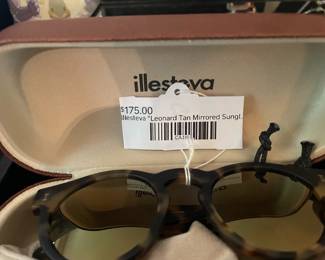 illesteva
$175.00
Illesteva "Leonard Tan Mirrored Sungl